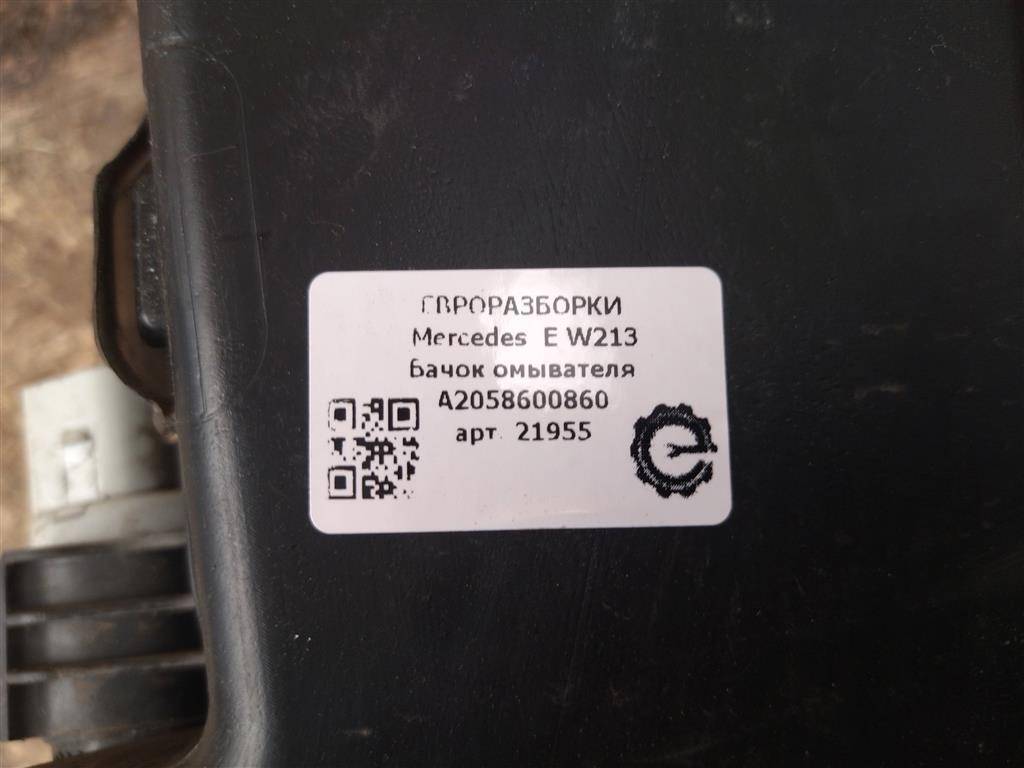 ЕВРОРАЗБОРКИ
Mercedes E W213
Бачок омывателя
A2058600860
арт. 21955